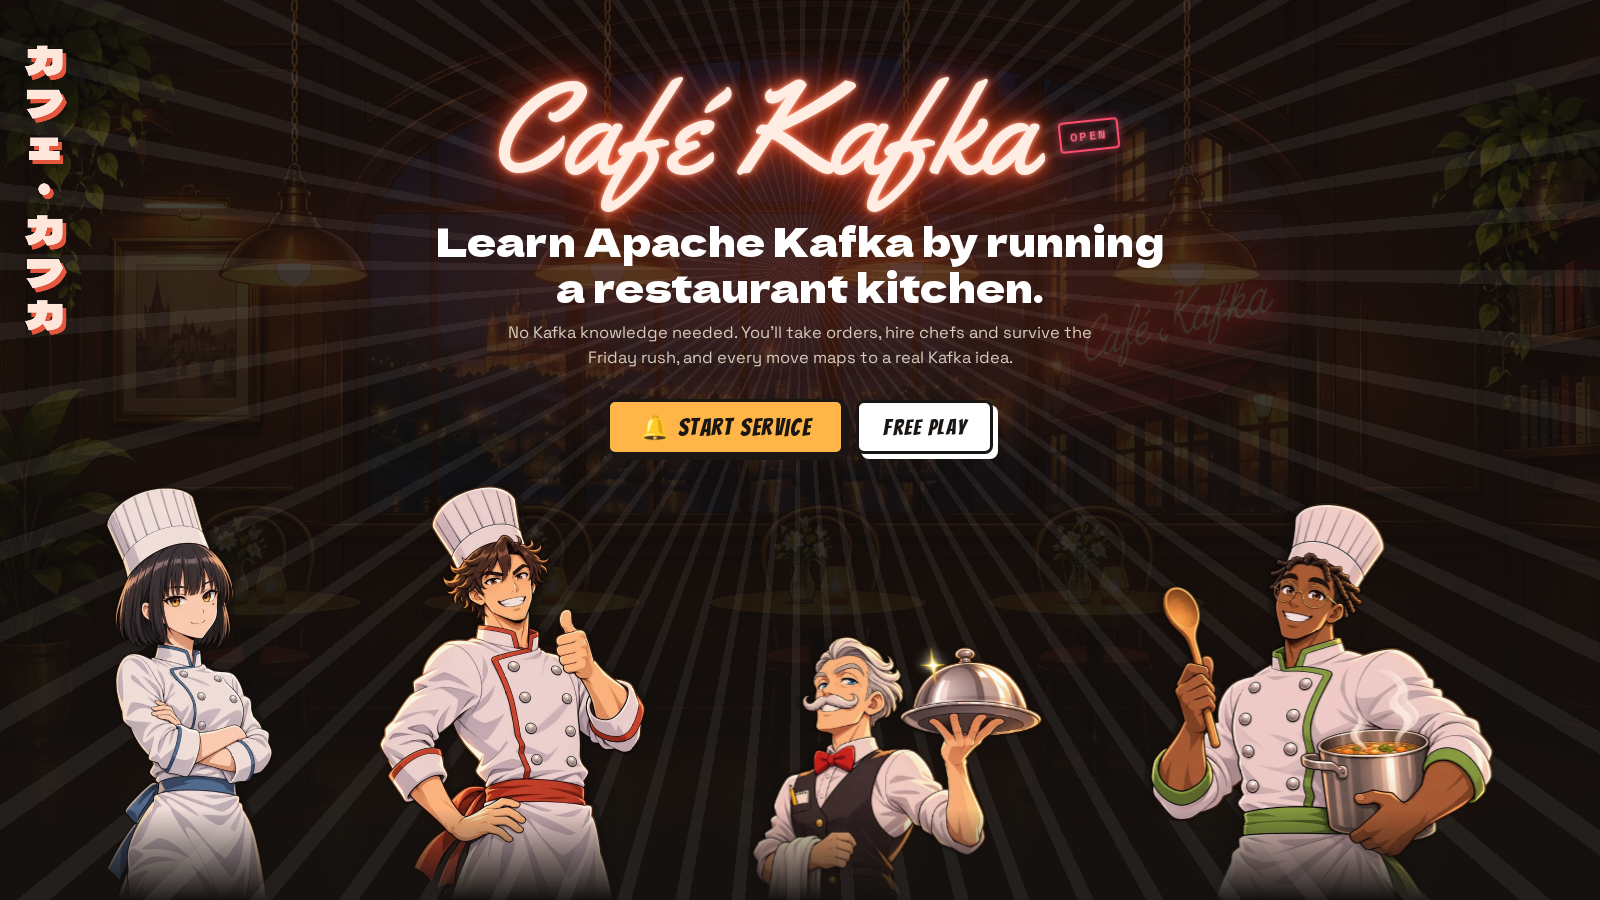 カフェ・カフカ
Café Kafka
OPEN
Learn Apache Kafka by running
a restaurant kitchen.
No Kafka knowledge needed. You'll take orders, hire chefs and survive the
Friday rush, and every move maps to a real Kafka idea.
Café Kafka
START SERVICE
FREE PLAY